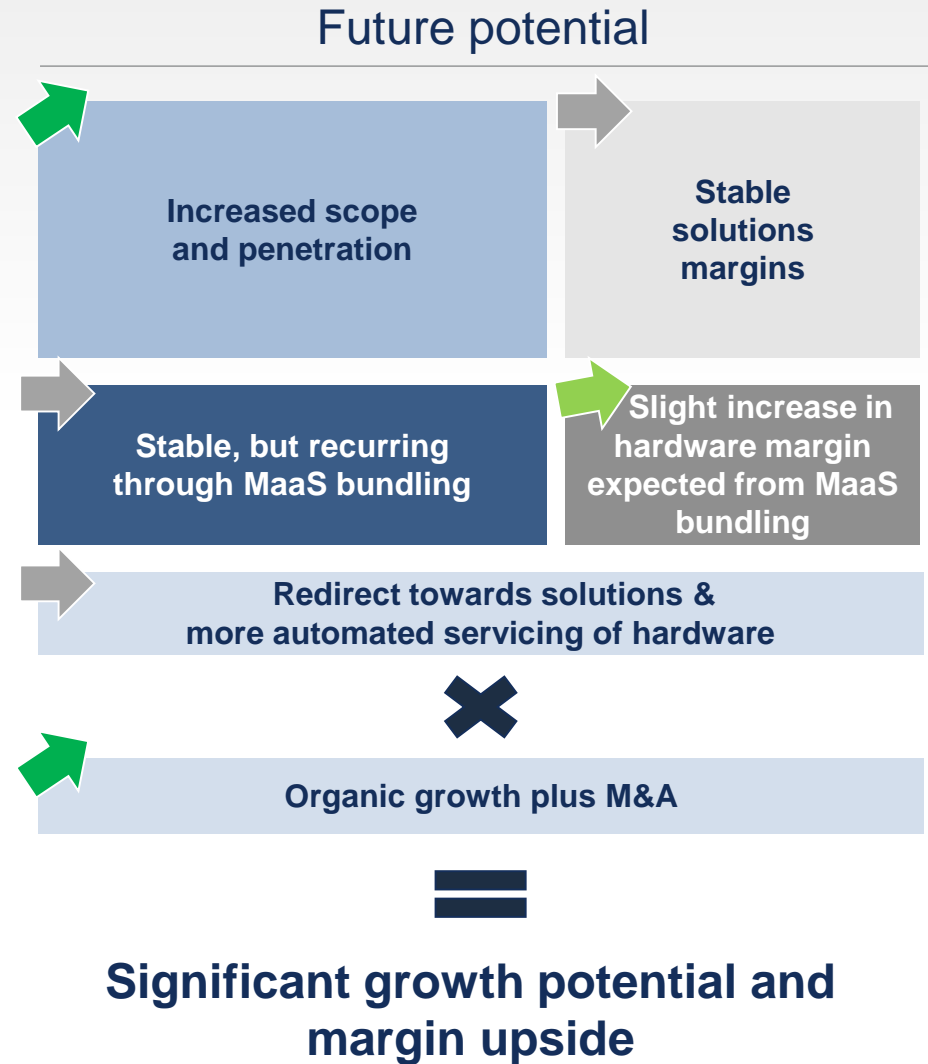 Future potential
Increased scope
and penetration
Stable
solutions
margins
Stable, but recurring
through MaaS bundling
Slight increase in
hardware margin
expected from MaaS
bundling
Redirect towards solutions &
more automated servicing of hardware
Organic growth plus M&A
Significant growth potential and
margin upside